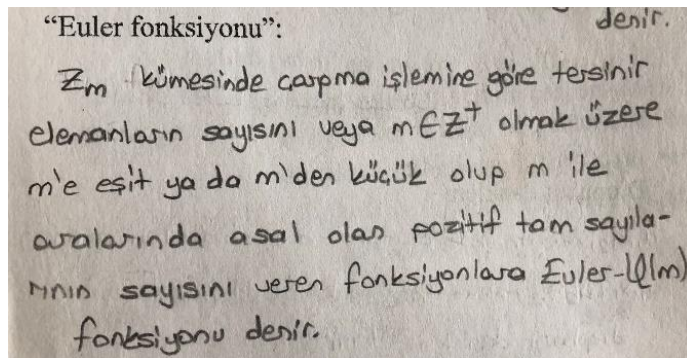 denir.
“Euler fonksiyonu”:
Zm kümesinde çarpma işlemine göre tersinir
elemanların sayısını veya m∈Z⁺ olmak üzere
m'e eşit ya da m'den küçük olup m ile
aralarında asal olan pozitif tam sayıla-
rının sayısını veren fonksiyonlara Euler-φ(m)
fonksiyonu denir.